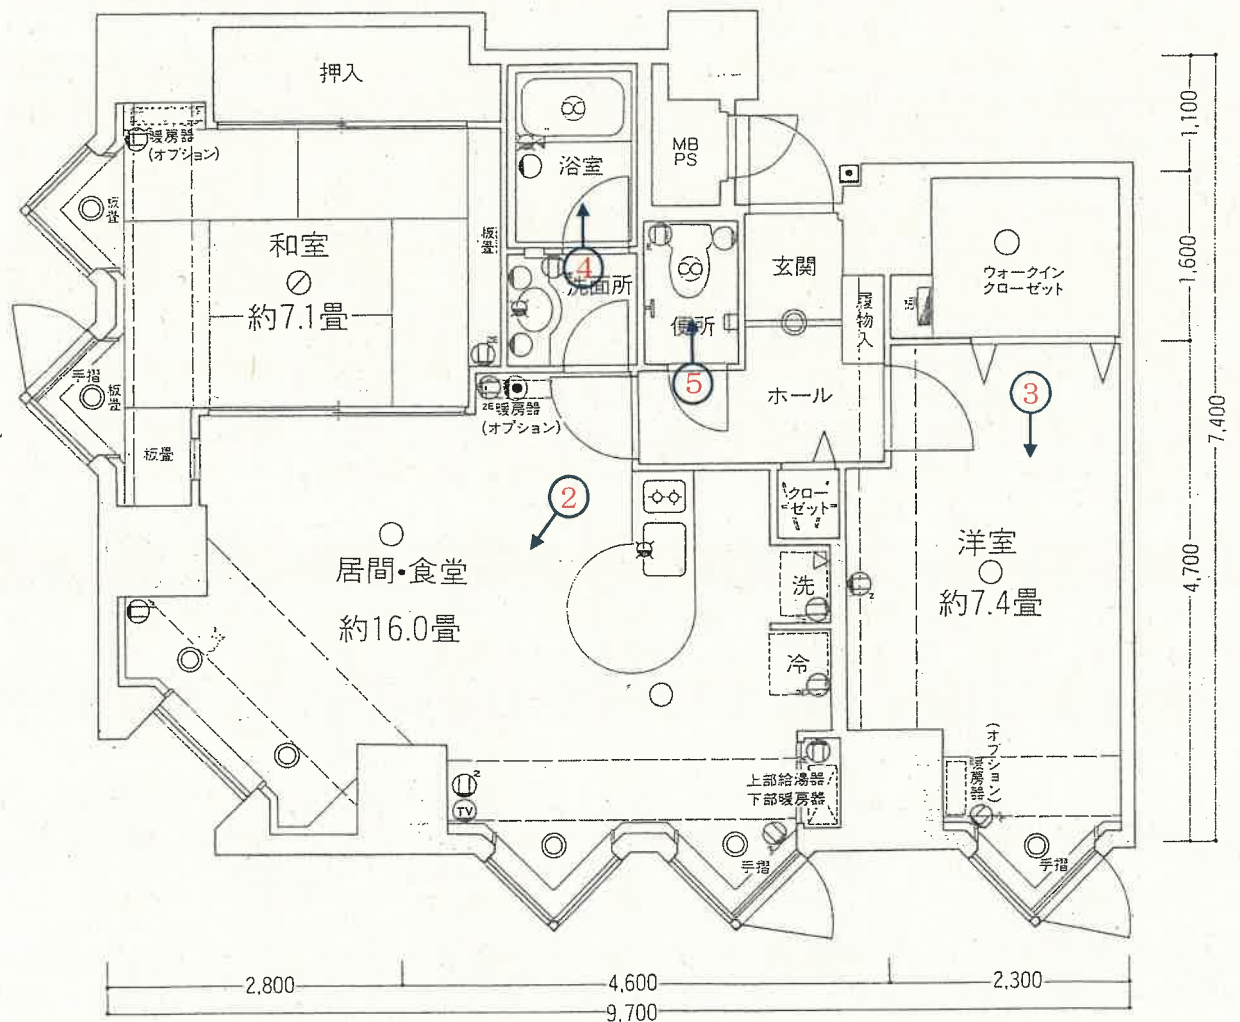 押入
暖房器
(オプション)
浴室
MB
PS
板畳
和室
約7.1畳
板畳
④
洗面所
玄関
ウォークイン
クローゼット
履物入
便所
手摺
板畳
⑤
ホール
③
2E
暖房器
(オプション)
板畳
②
クロー
ゼット
居間・食堂
約16.0畳
洗
洋室
約7.4畳
冷
2
TV
上部給湯器
下部暖房器
暖房器
(オプション)
手摺
手摺
1,100
1,600
4,700
7,400
2,800
4,600
2,300
9,700